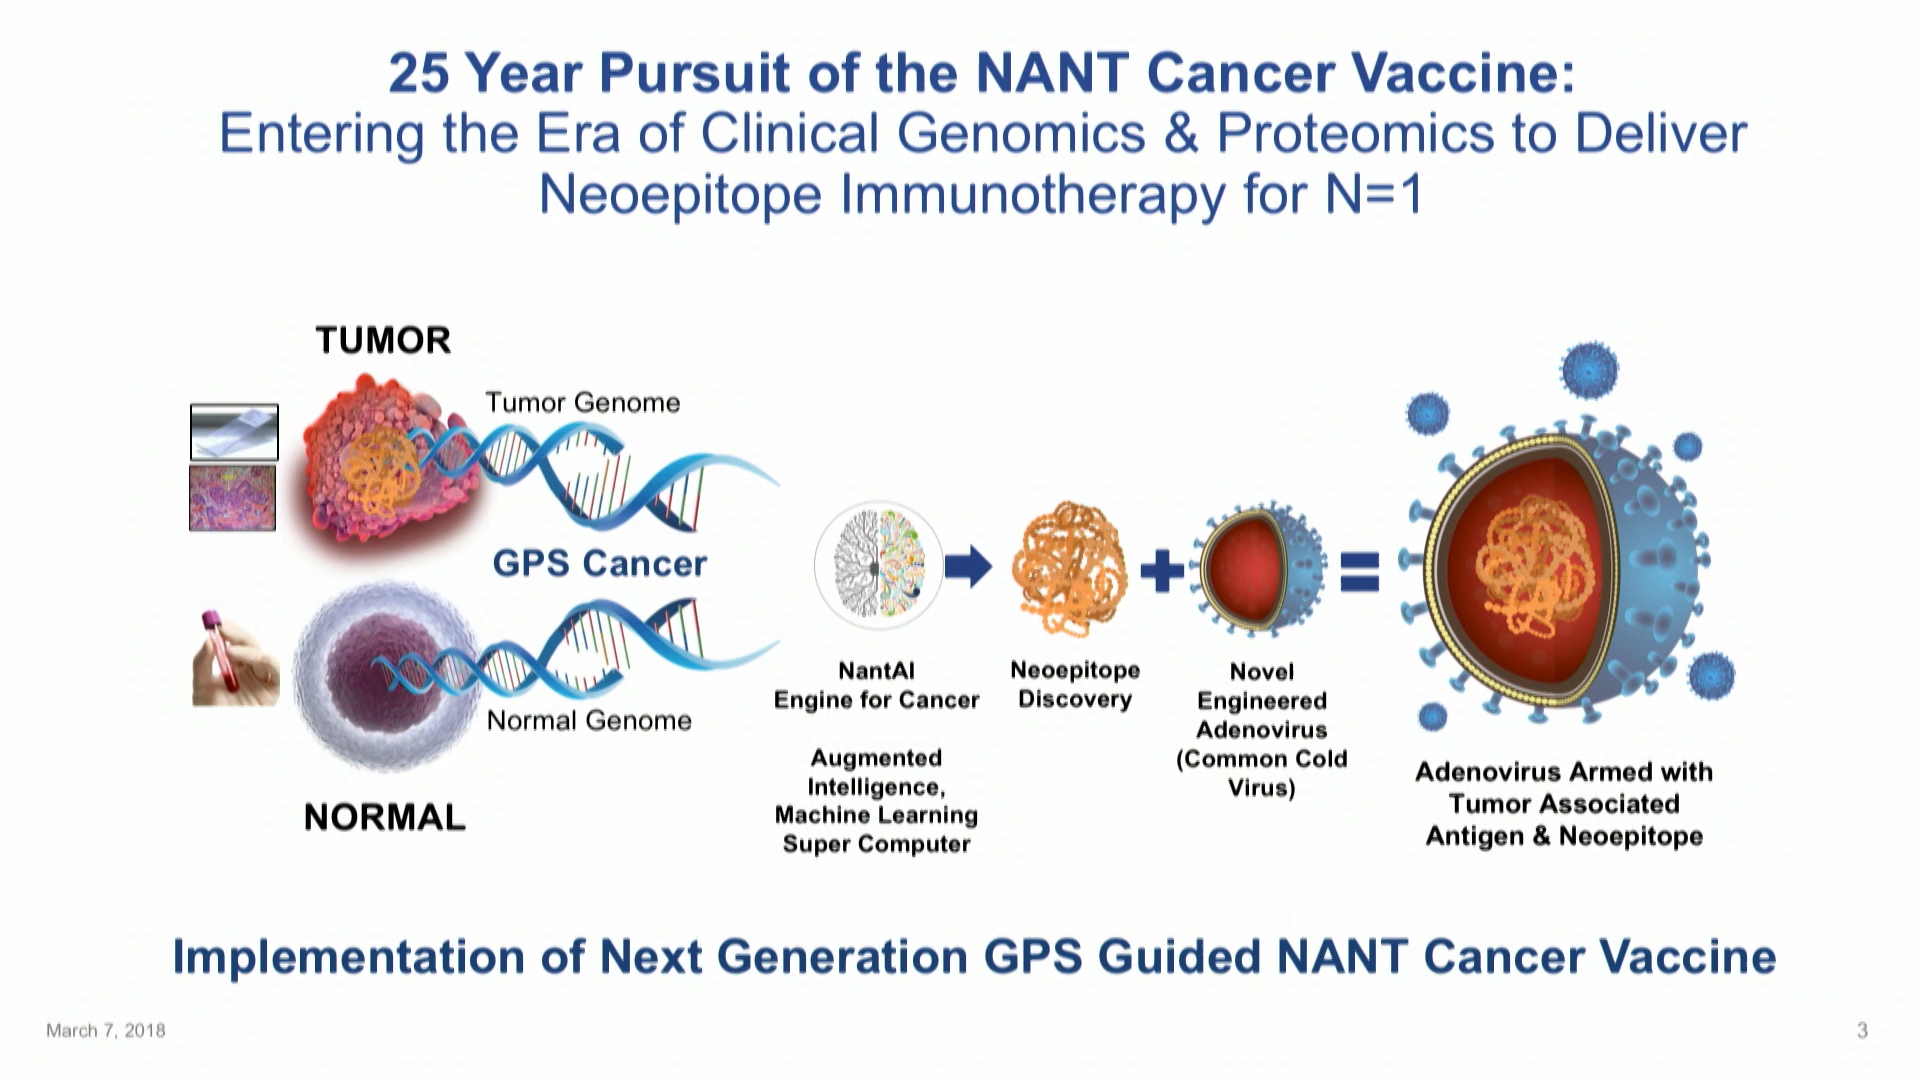 25 Year Pursuit of the NANT Cancer Vaccine:
Entering the Era of Clinical Genomics & Proteomics to Deliver
Neoepitope Immunotherapy for N=1
TUMOR
Tumor Genome
GPS Cancer
Normal Genome
NORMAL
NantAI
Engine for Cancer
Augmented
Intelligence,
Machine Learning
Super Computer
Neoepitope
Discovery
Novel
Engineered
Adenovirus
(Common Cold
Virus)
Adenovirus Armed with
Tumor Associated
Antigen & Neoepitope
Implementation of Next Generation GPS Guided NANT Cancer Vaccine
March 7, 2018
3